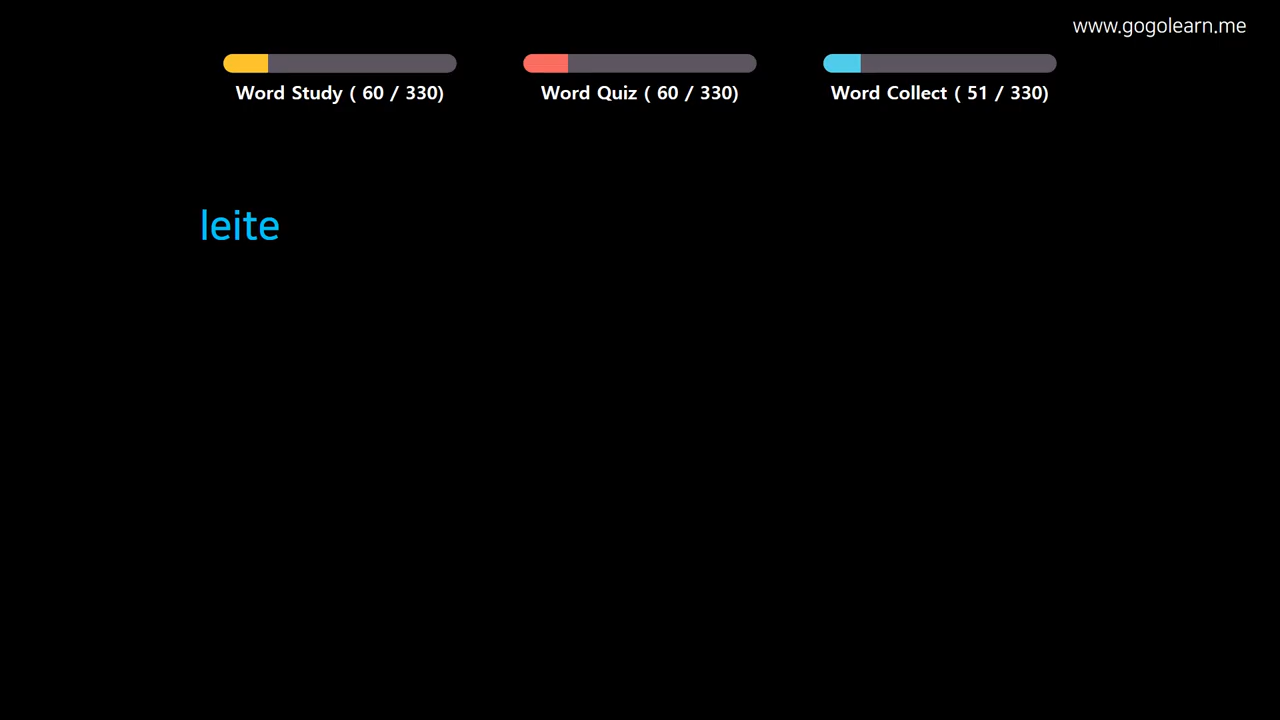 www.gogolearn.me
Word Study ( 60 / 330)
Word Quiz ( 60 / 330)
Word Collect ( 51 / 330)
leite